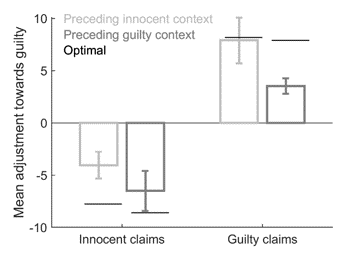 Preceding innocent context
Preceding guilty context
Optimal
Mean adjustment towards guilty
10
5
0
-5
-10
Innocent claims
Guilty claims